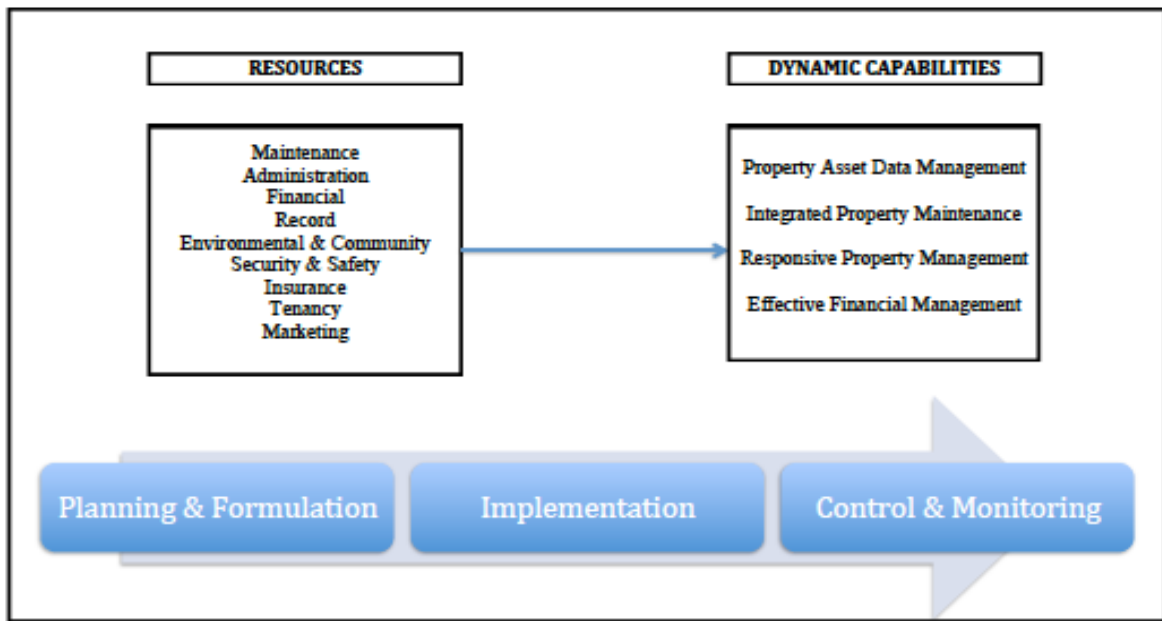 RESOURCES
Maintenance
Administration
Financial
Record
Environmental & Community
Security & Safety
Insurance
Tenancy
Marketing
DYNAMIC CAPABILITIES
Property Asset Data Management
Integrated Property Maintenance
Responsive Property Management
Effective Financial Management
Planning & Formulation
Implementation
Control & Monitoring